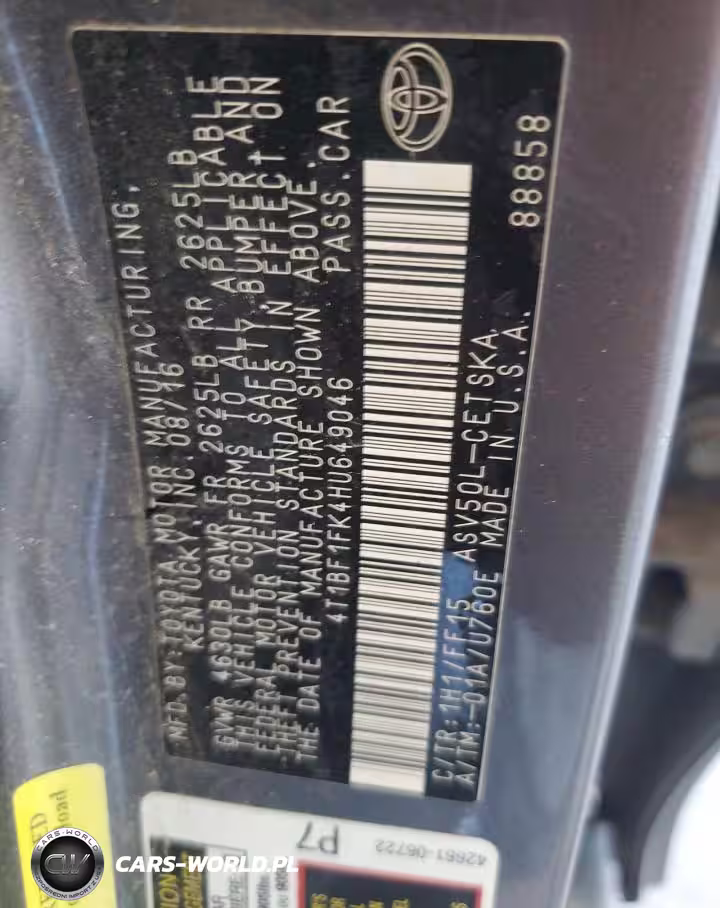 MFD.BY:TOYOTA MOTOR MANUFACTURING,
KENTUCKY,INC.08/16
GVWR 4630LB GAWR FR 2625LB RR 2625LB
THIS VEHICLE CONFORMS TO ALL APPLICABLE
FEDERAL MOTOR VEHICLE SAFETY,BUMPER,AND
THEFT PREVENTION STANDARDS IN EFFECT ON
THE DATE OF MANUFACTURE SHOWN ABOVE.
4T1BF1FK4HU649046 PASS.CAR
C/TR:1H1/FF15 ASV50L-CETSKA
A/TM:-01A/U760E MADE IN U.S.A.
88858
P7
42661-06722
CARS-WORLD
CW
CARS-WORLD.PL